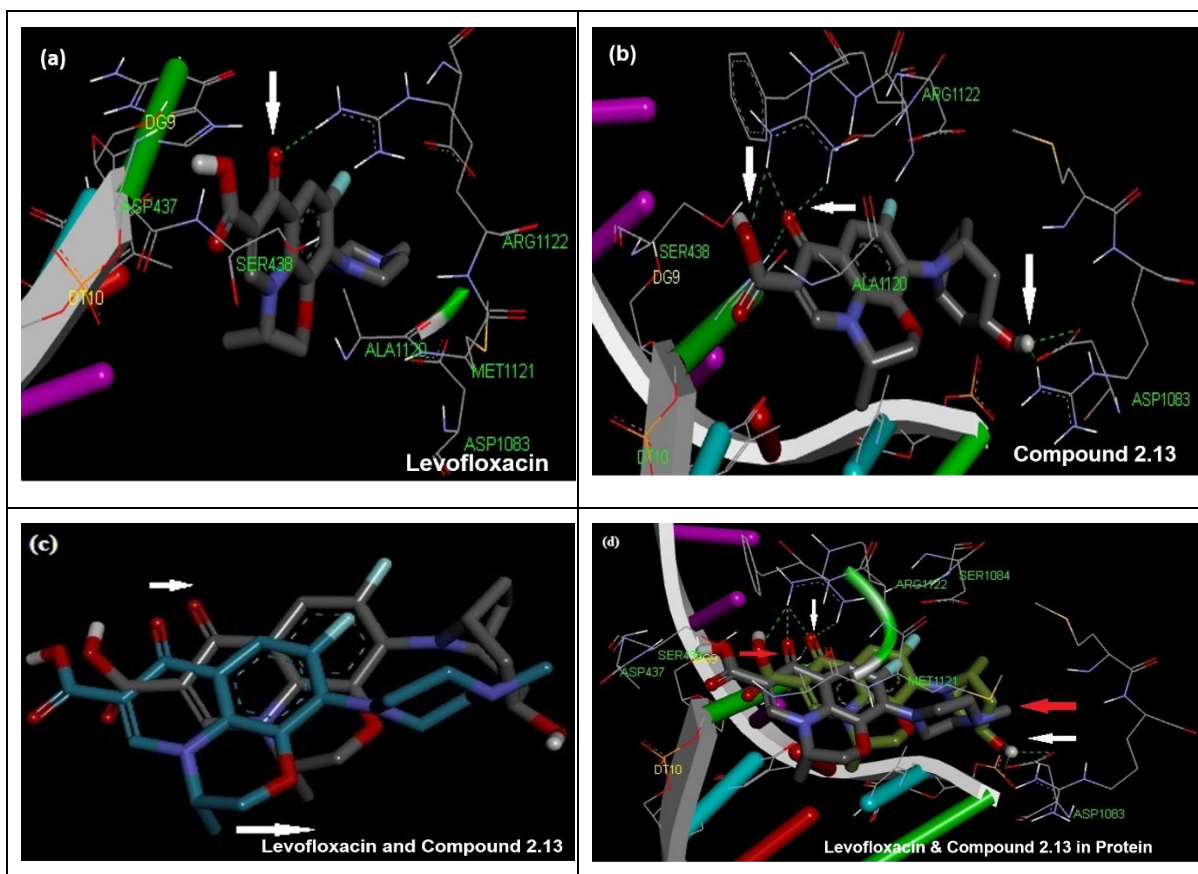 (a)
DG9
ASP437
ARG1122
SER438
DT10
ALA1120
MET1121
ASP1083
Levofloxacin
(b)
ARG1122
SER438
DG9
ALA1120
ASP1083
DT10
Compound 2.13
(c)
Levofloxacin and Compound 2.13
(d)
ARG1122
SER1084
ASP437
MET1121
DT10
ASP1083
Levofloxacin & Compound 2.13 in Protein